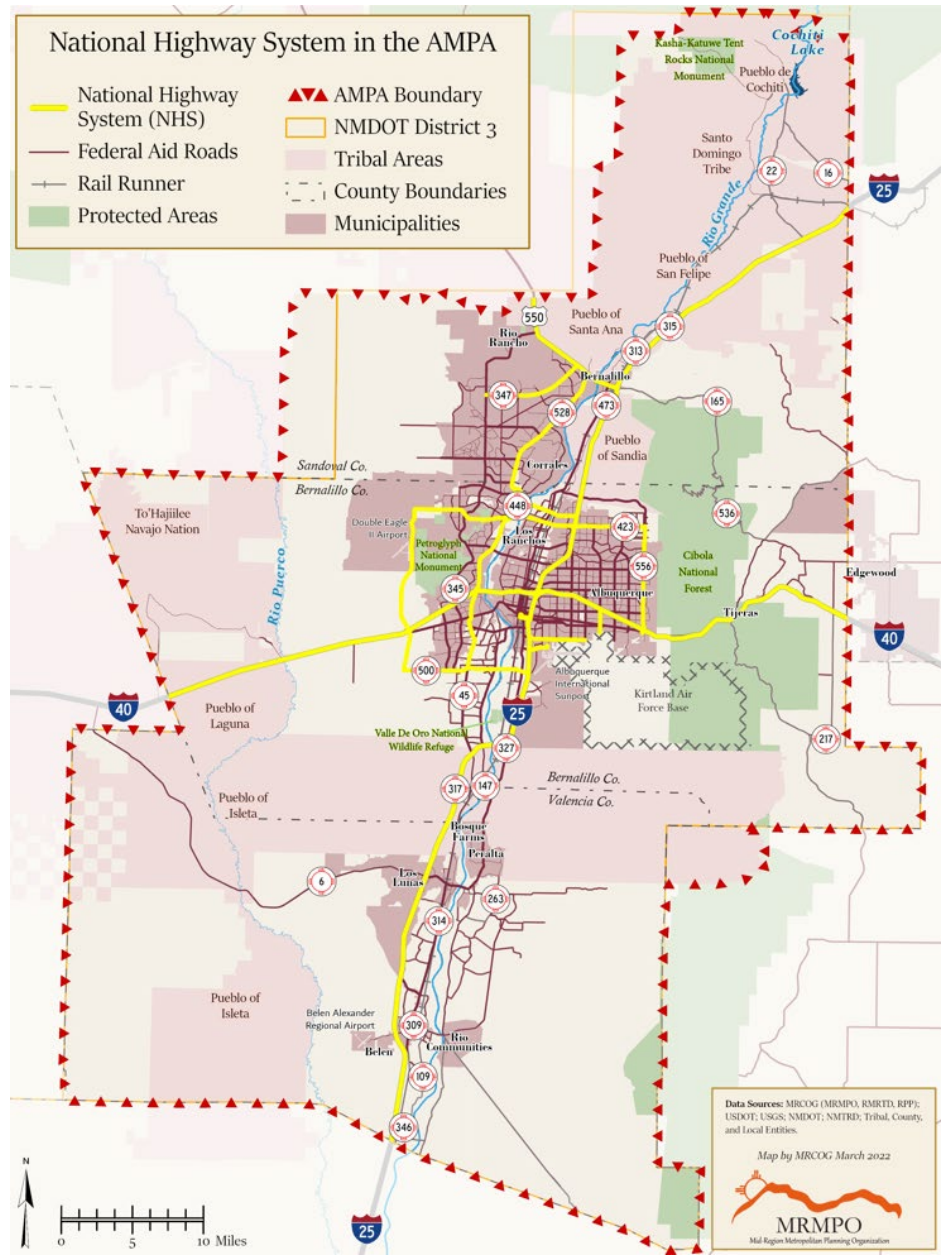 National Highway System in the AMPA
National Highway
System (NHS)
Federal Aid Roads
Rail Runner
Protected Areas
AMPA Boundary
NMDOT District 3
Tribal Areas
County Boundaries
Municipalities
Kasha-Katuwe Tent
Rocks National
Monument
Cochiti
Lake
Pueblo de
Cochiti
Santo
Domingo
Tribe
22
16
25
Rio Grande
Pueblo of
San Felipe
550
Pueblo of
Santa Ana
315
313
Rio
Rancho
Bernalillo
347
528
473
165
Pueblo
of Sandia
Corrales
Sandoval Co.
Bernalillo Co.
To'Hajiilee
Navajo Nation
448
Double Eagle
II Airport
Los
Ranchos
423
536
Petroglyph
National
Monument
556
Cibola
National
Forest
Edgewood
Rio Puerco
345
Albuquerque
Tijeras
40
500
Albuquerque
International
Sunport
Kirtland Air
Force Base
45
40
25
Pueblo of
Laguna
Valle De Oro National
Wildlife Refuge
327
217
Bernalillo Co.
Valencia Co.
317
147
Pueblo of
Isleta
Bosque
Farms
Peralta
6
Los
Lunas
263
314
Pueblo of
Isleta
Belen Alexander
Regional Airport
309
Rio
Communities
Belen
109
346
25
N
0 5 10 Miles
Data Sources: MRCOG (MRMPO, RMRTD, RPP);
USDOT; USGS; NMDOT; NMTRD; Tribal, County,
and Local Entities.
Map by MRCOG March 2022
MRMPO
Mid-Region Metropolitan Planning Organization